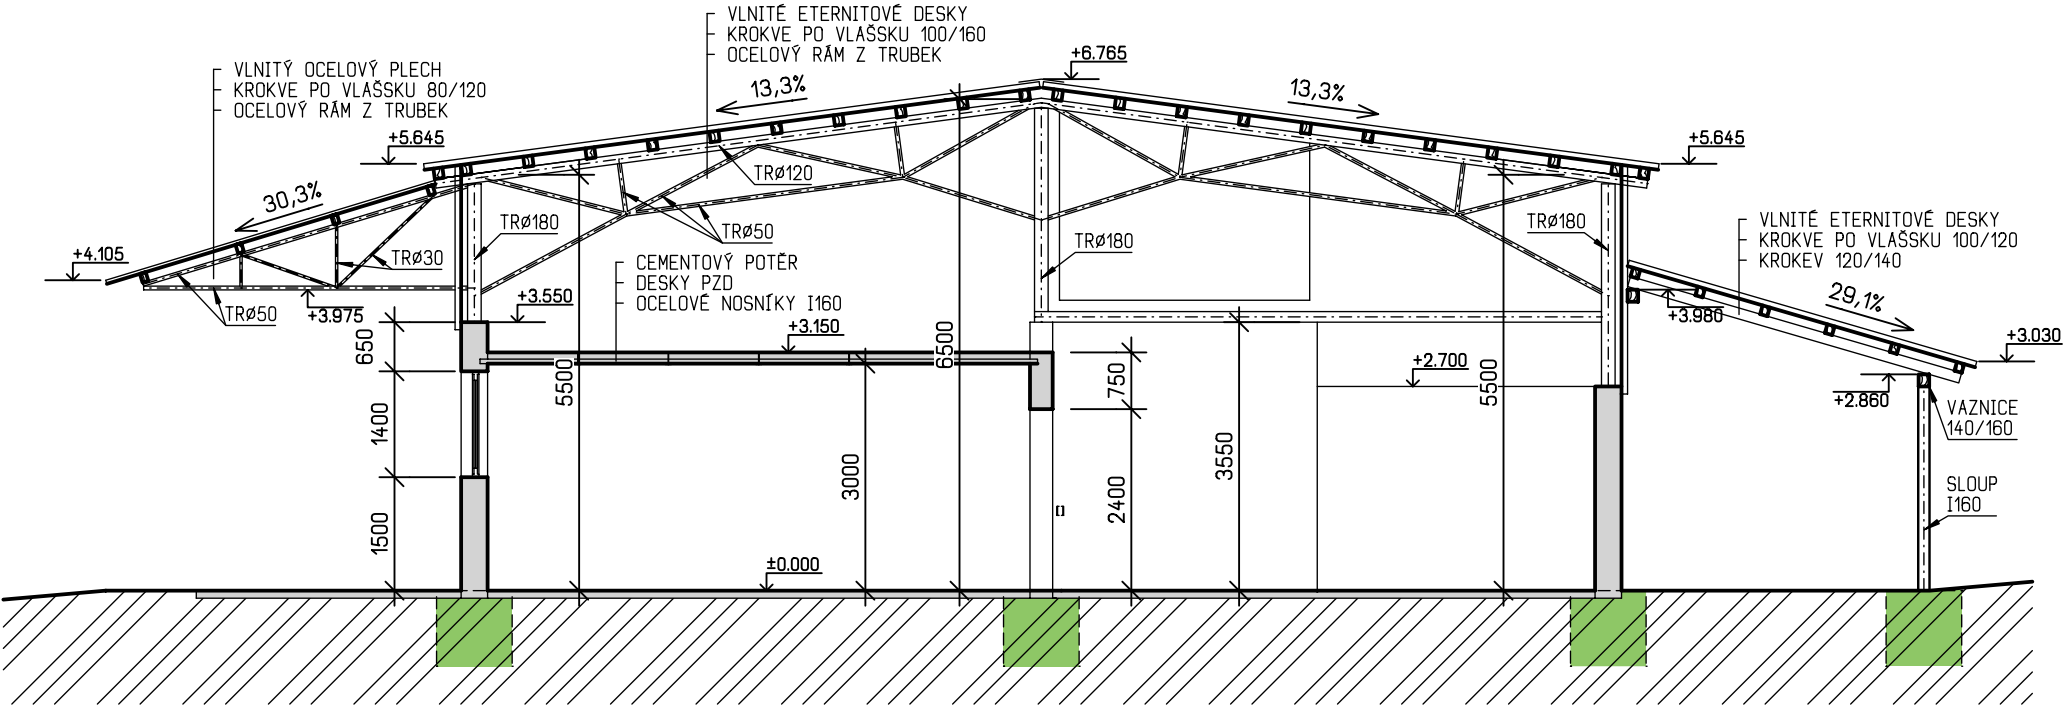 VLNITÉ ETERNITOVÉ DESKY
KROKVE PO VLAŠSKU 100/160
OCELOVÝ RÁM Z TRUBEK
VLNITÝ OCELOVÝ PLECH
KROKVE PO VLAŠSKU 80/120
OCELOVÝ RÁM Z TRUBEK
+6.765
13,3%
13,3%
+5.645
+5.645
30,3%
TRØ120
TRØ180
TRØ50
TRØ180
TRØ180
VLNITÉ ETERNITOVÉ DESKY
KROKVE PO VLAŠSKU 100/120
KROKEV 120/140
+4.105
TRØ30
CEMENTOVÝ POTĚR
DESKY PZD
OCELOVÉ NOSNÍKY I160
29,1%
TRØ50
+3.975
+3.550
+3.980
+3.150
+3.030
650
5500
6500
750
+2.700
5500
+2.860
VAZNICE
140/160
1400
3000
2400
3550
SLOUP
I160
1500
±0.000